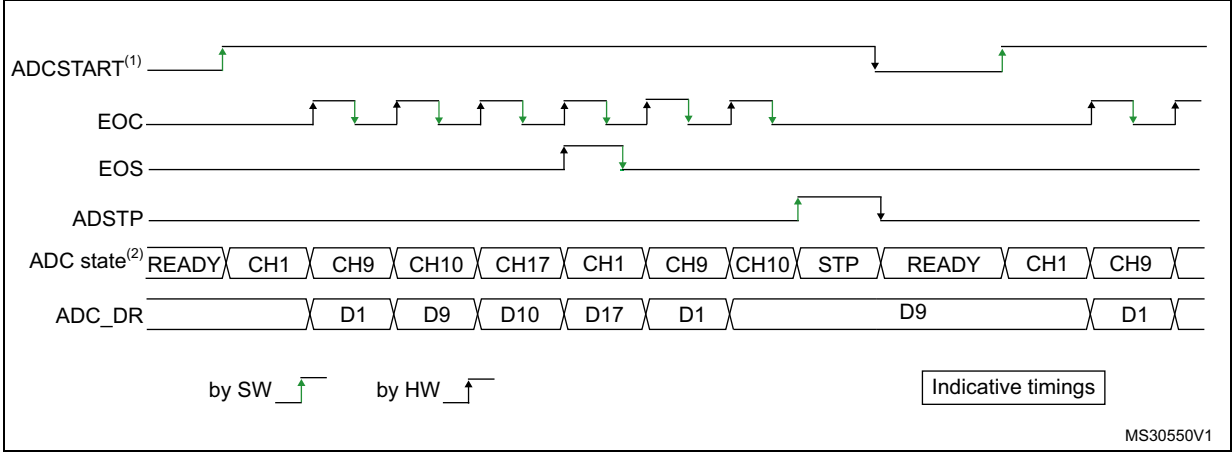 ADCSTART(1)
EOC
EOS
ADSTP
ADC state(2) READY CH1 CH9 CH10 CH17 CH1 CH9 CH10 STP READY CH1 CH9
ADC_DR D1 D9 D10 D17 D1 D9 D1
by SW by HW Indicative timings
MS30550V1